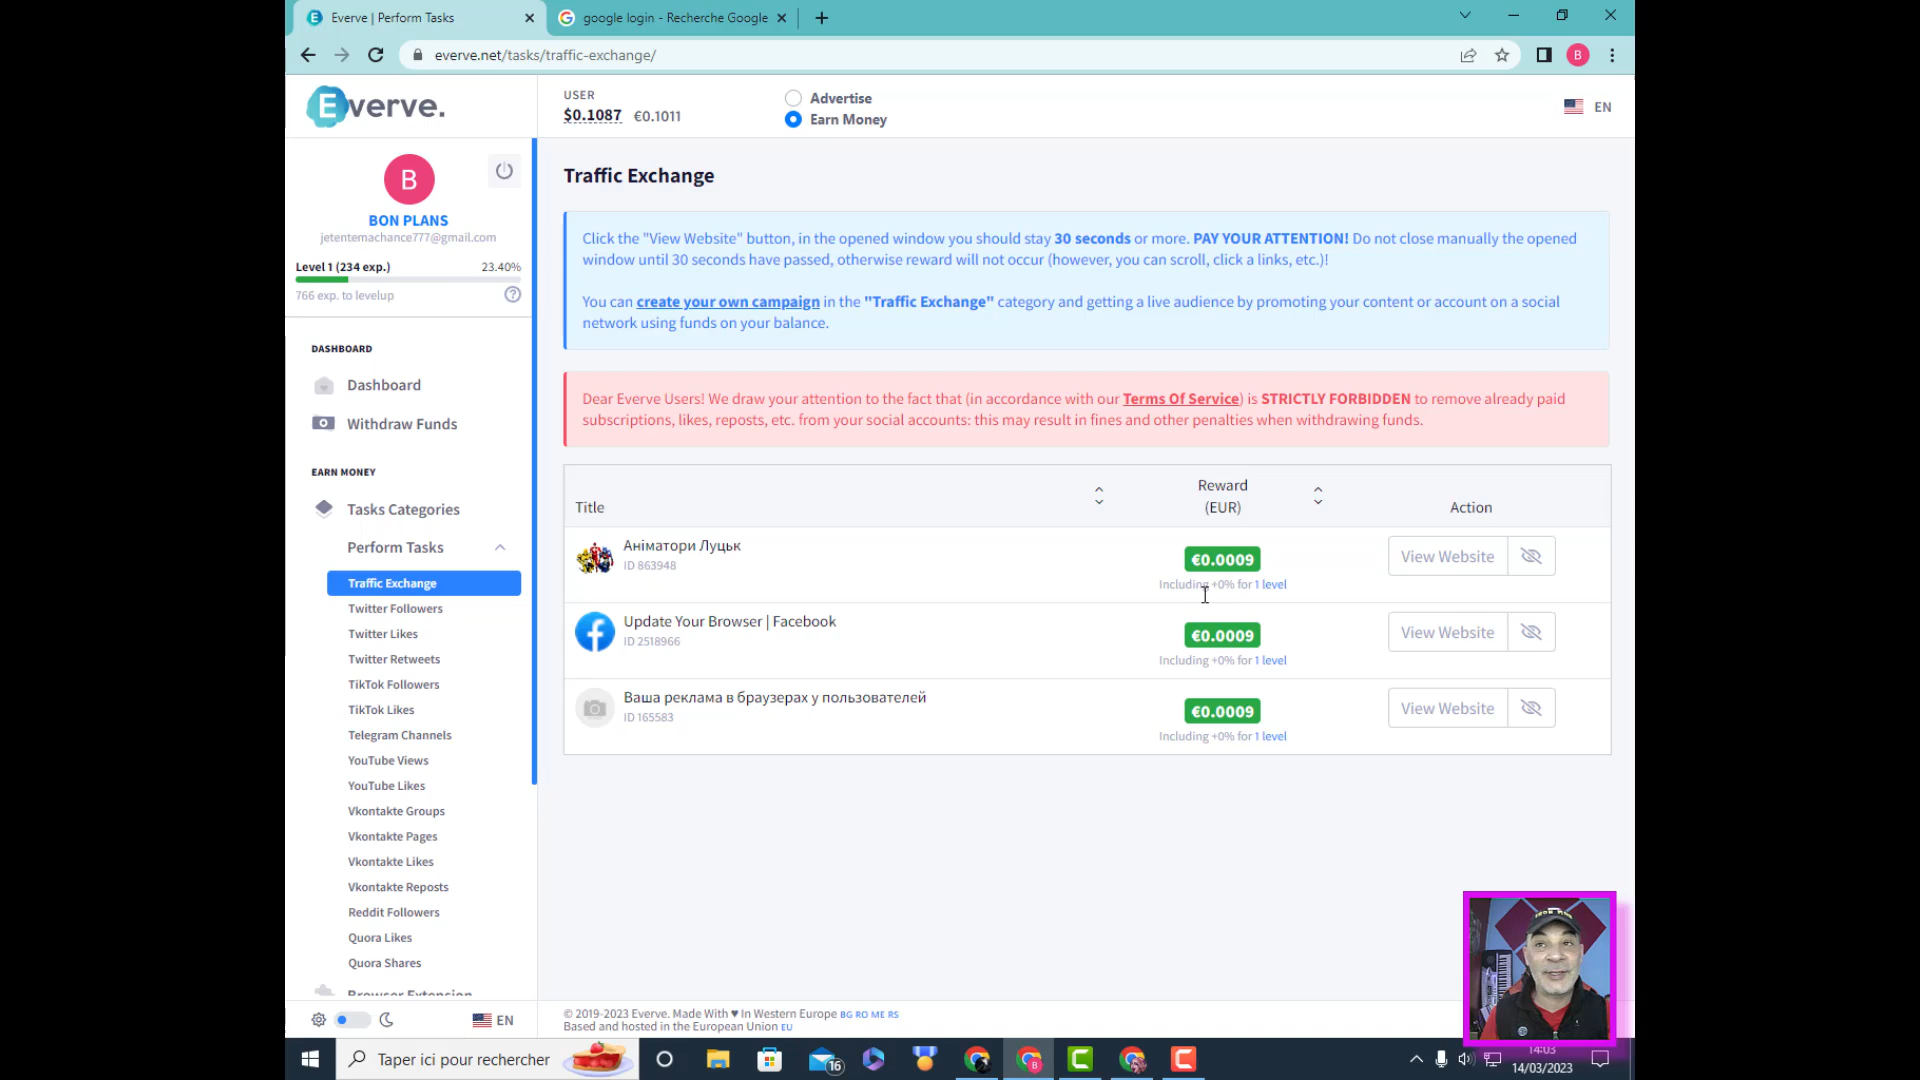 Everve | Perform Tasks
google login - Recherche Google
everve.net/tasks/traffic-exchange/
B
Everve.
USER
$0.1087 €0.1011
Advertise
Earn Money
EN
B
BON PLANS
jetentemachance777@gmail.com
Level 1 (234 exp.) 23.40%
766 exp. to levelup
DASHBOARD
Dashboard
Withdraw Funds
EARN MONEY
Tasks Categories
Perform Tasks
Traffic Exchange
Twitter Followers
Twitter Likes
Twitter Retweets
TikTok Followers
TikTok Likes
Telegram Channels
YouTube Views
YouTube Likes
Vkontakte Groups
Vkontakte Pages
Vkontakte Likes
Vkontakte Reposts
Reddit Followers
Quora Likes
Quora Shares
Browser Extension
EN
Traffic Exchange
Click the "View Website" button, in the opened window you should stay 30 seconds or more. PAY YOUR ATTENTION! Do not close manually the opened
window until 30 seconds have passed, otherwise reward will not occur (however, you can scroll, click a links, etc.)!
You can create your own campaign in the "Traffic Exchange" category and getting a live audience by promoting your content or account on a social
network using funds on your balance.
Dear Everve Users! We draw your attention to the fact that (in accordance with our Terms Of Service) is STRICTLY FORBIDDEN to remove already paid
subscriptions, likes, reposts, etc. from your social accounts: this may result in fines and other penalties when withdrawing funds.
Title
Reward
(EUR)
Action
Аніматори Луцьк
ID 863948
€0.0009
Including +0% for 1 level
View Website
Update Your Browser | Facebook
ID 2518966
€0.0009
Including +0% for 1 level
View Website
Ваша реклама в браузерах у пользователей
ID 165583
€0.0009
Including +0% for 1 level
View Website
© 2019-2023 Everve. Made With ♥ In Western Europe BG RO ME RS
Based and hosted in the European Union EU
Taper ici pour rechercher
16
14:03
14/03/2023